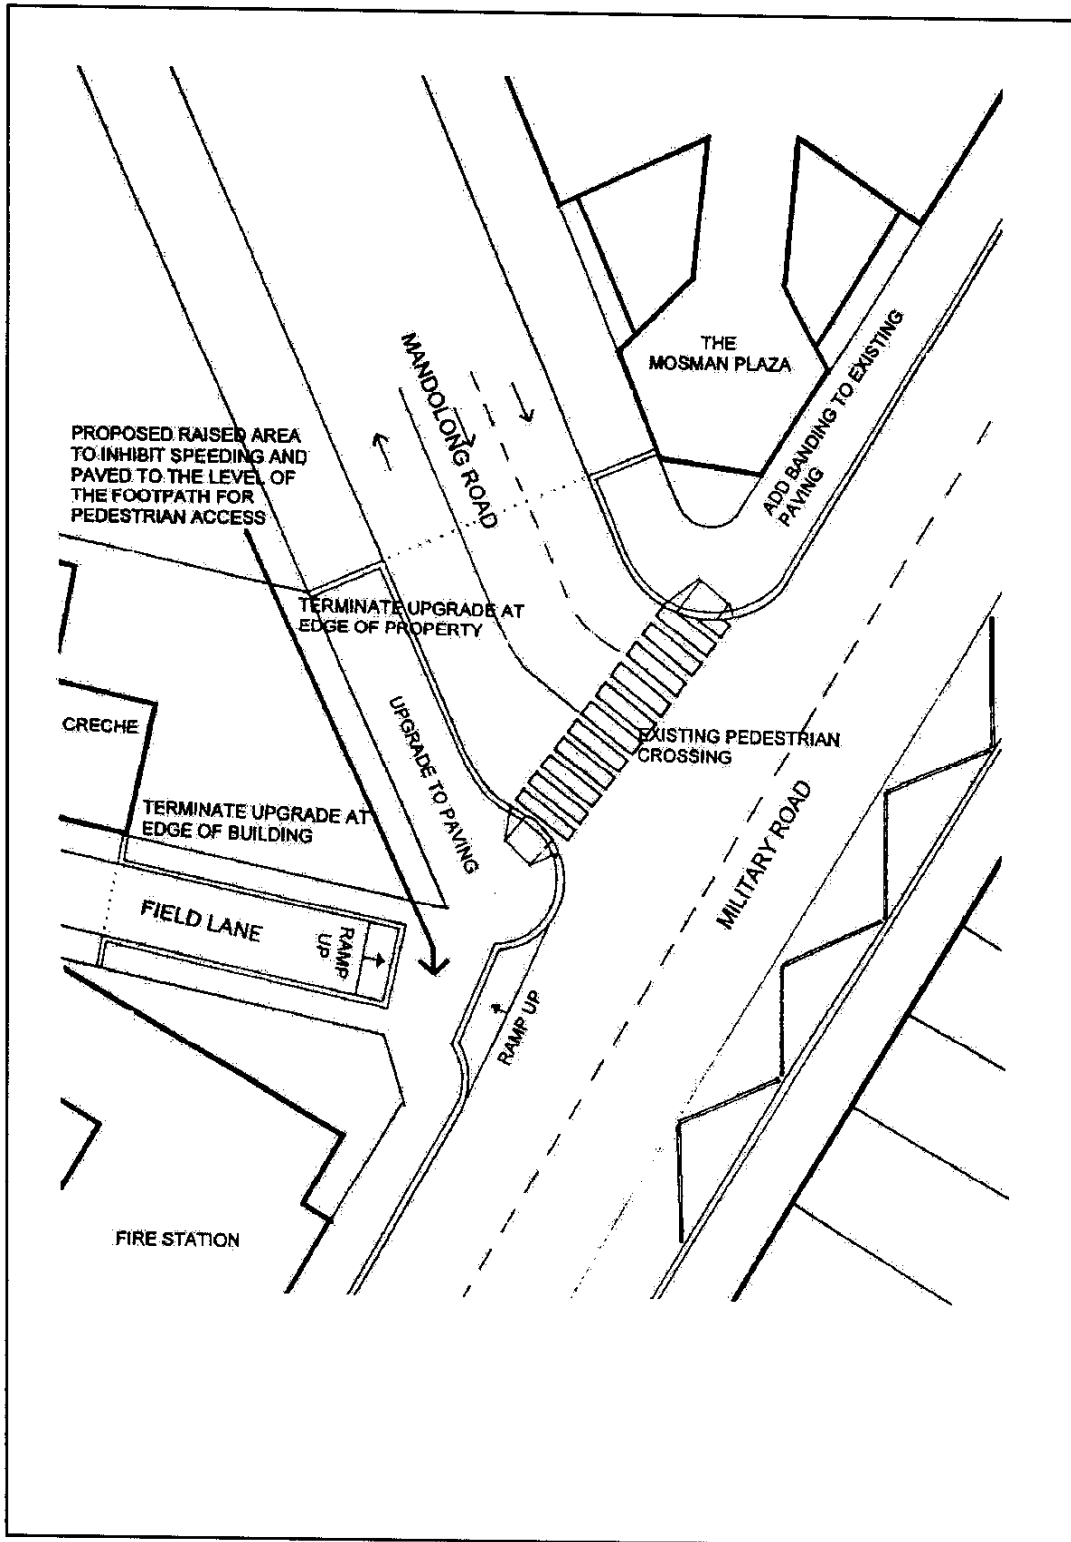 THE
MOSMAN PLAZA
MANDOLONG ROAD
ADD BANDING TO EXISTING
PAVING
PROPOSED RAISED AREA
TO INHIBIT SPEEDING AND
PAVED TO THE LEVEL OF
THE FOOTPATH FOR
PEDESTRIAN ACCESS
TERMINATE UPGRADE AT
EDGE OF PROPERTY
CRECHE
UPGRADE TO PAVING
EXISTING PEDESTRIAN
CROSSING
TERMINATE UPGRADE AT
EDGE OF BUILDING
MILITARY ROAD
FIELD LANE
RAMP
UP
RAMP UP
FIRE STATION